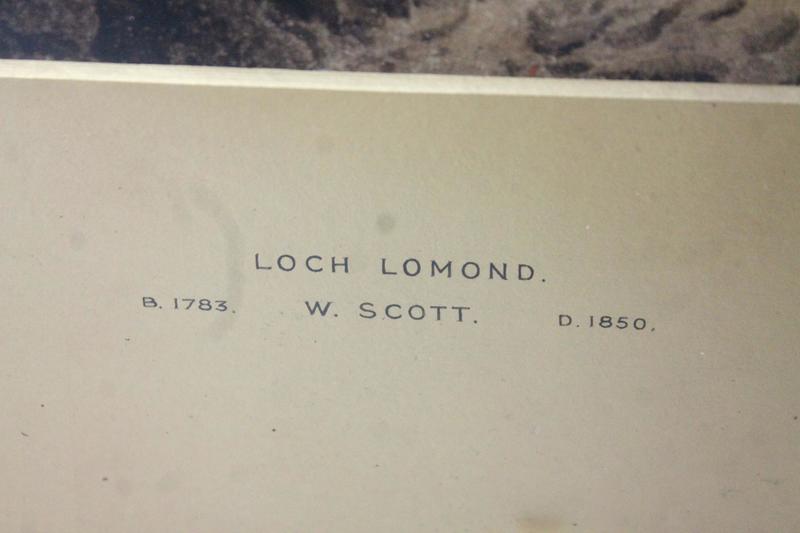 LOCH LOMOND.
B. 1783. W. SCOTT. D. 1850.